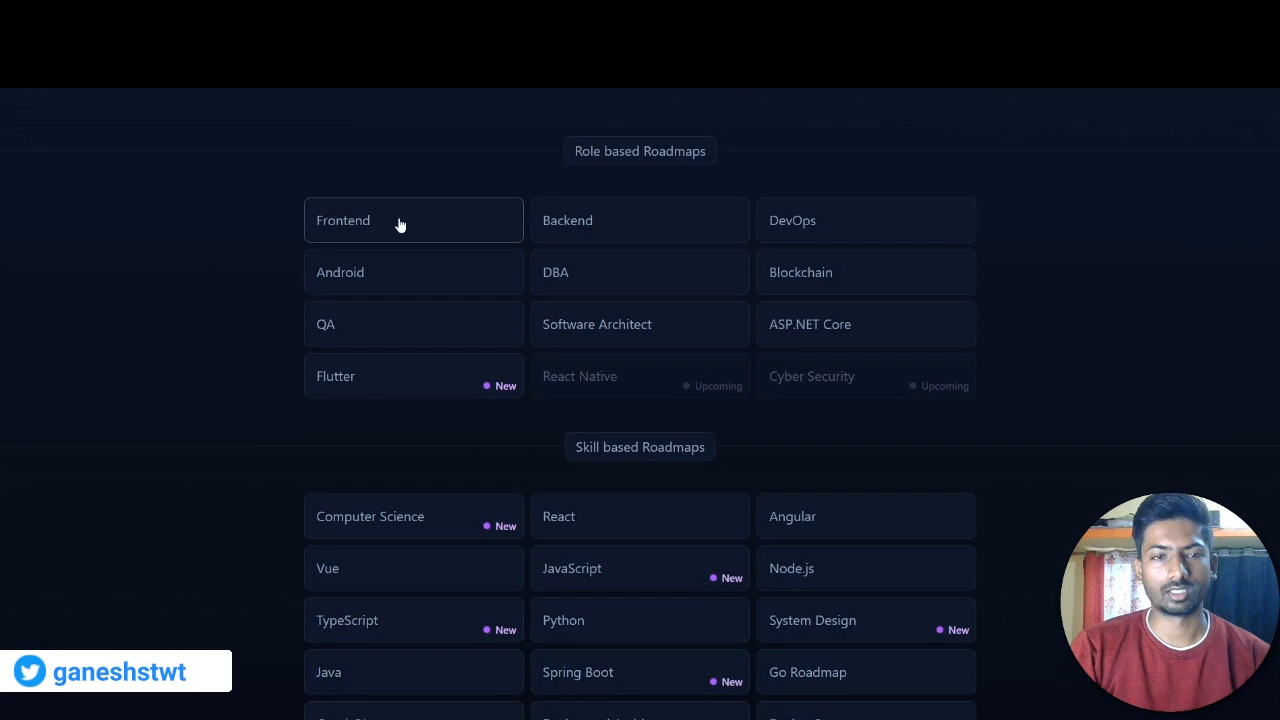 Role based Roadmaps
Frontend
Backend
DevOps
Android
DBA
Blockchain
QA
Software Architect
ASP.NET Core
Flutter
New
React Native
Upcoming
Cyber Security
Upcoming
Skill based Roadmaps
Computer Science
New
React
Angular
Vue
JavaScript
New
Node.js
TypeScript
New
Python
System Design
New
Java
Spring Boot
New
Go Roadmap
ganeshstwt